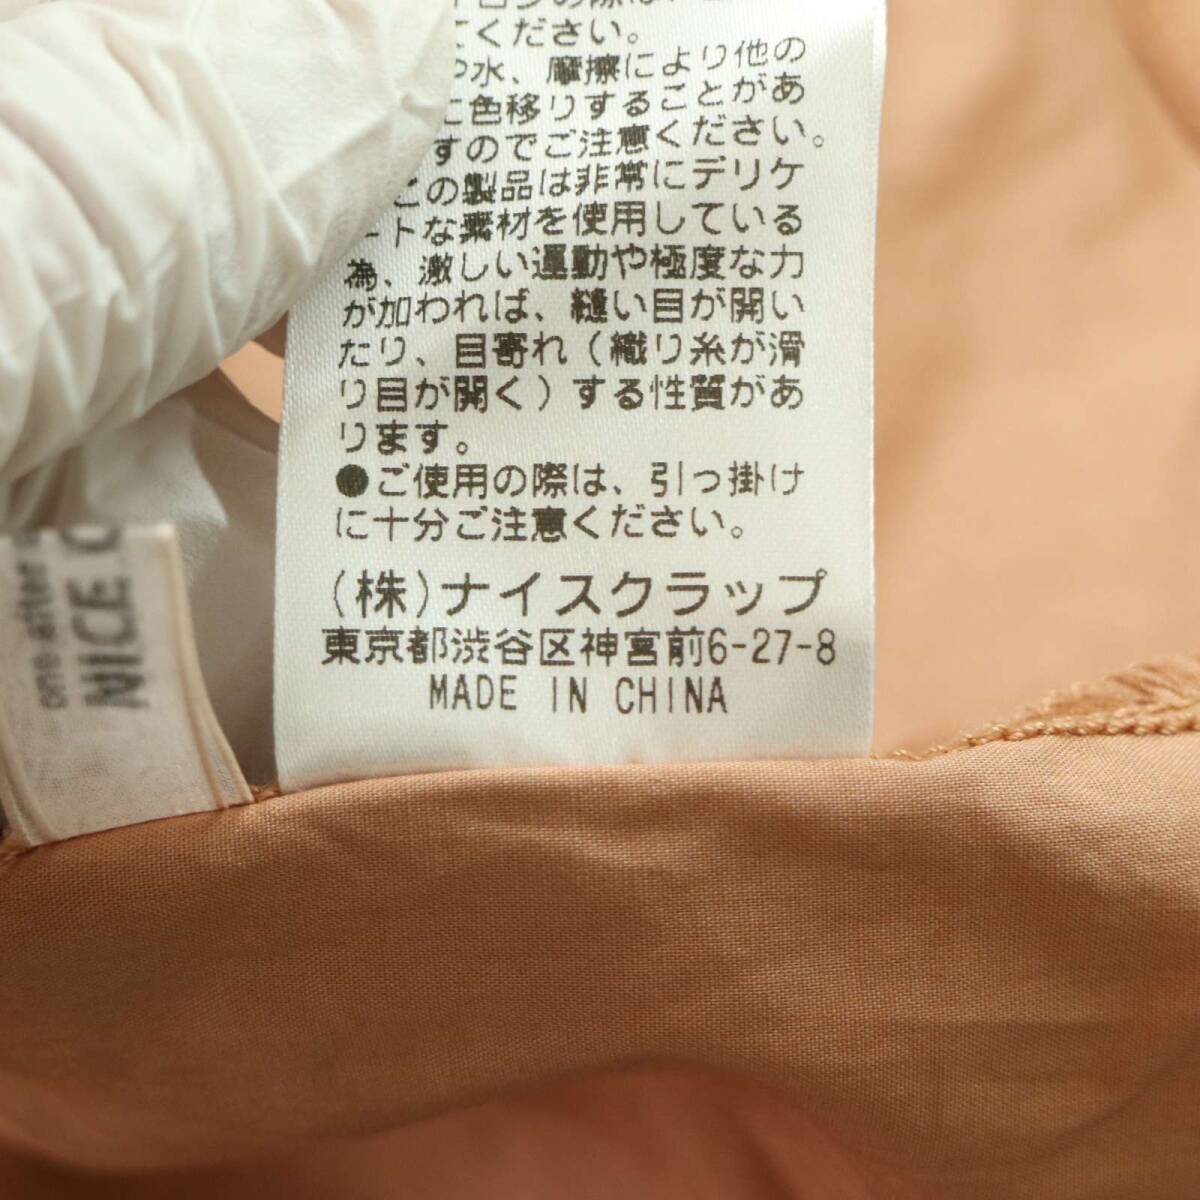 てください。
や水、摩擦により他の
に色移りすることがあ
すのでご注意ください。
この製品は非常にデリケ
ートな素材を使用している
為、激しい運動や極度な力
が加われば、縫い目が開い
たり、目寄れ（織り糸が滑
り目が開く）する性質があ
ります。
●ご使用の際は、引っ掛け
に十分ご注意ください。
(株)ナイスクラップ
東京都渋谷区神宮前6-27-8
MADE IN CHINA
one after
NICE C